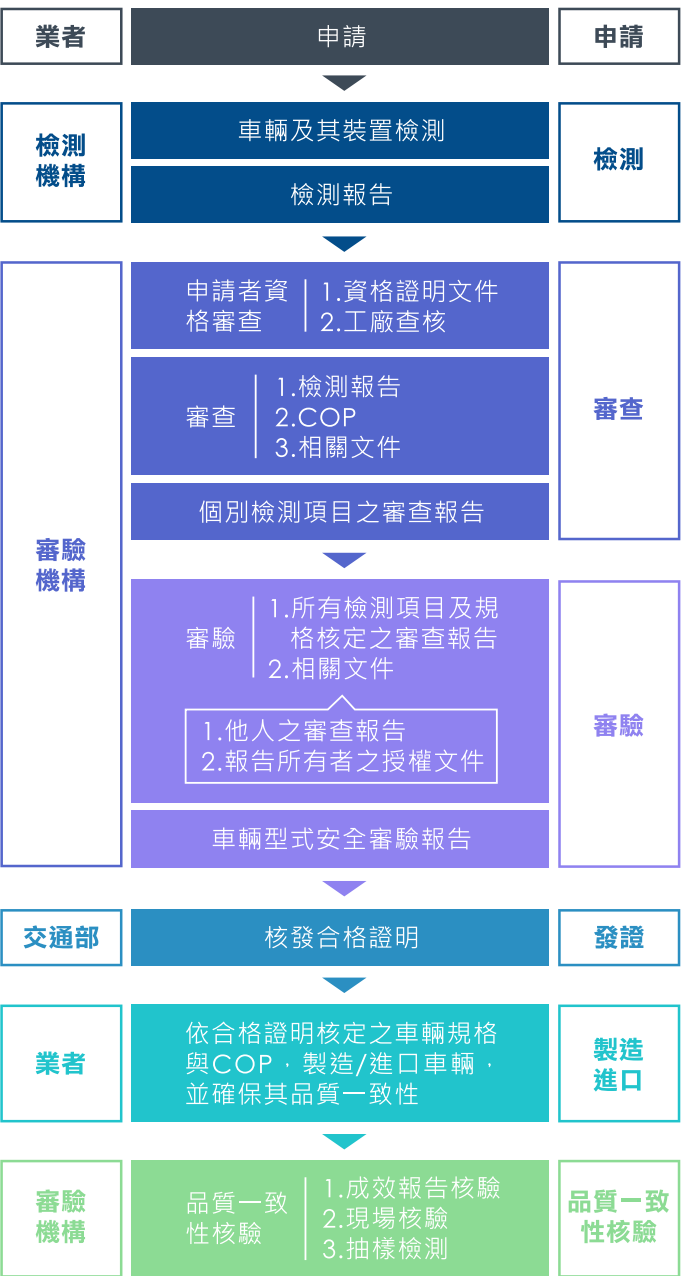 業者
申請
申請
檢測
機構
車輛及其裝置檢測
檢測報告
檢測
審驗
機構
申請者資
格審查
1.資格證明文件
2.工廠查核
審查
1.檢測報告
2.COP
3.相關文件
個別檢測項目之審查報告
審查
審驗
1.所有檢測項目及規
格核定之審查報告
2.相關文件
1.他人之審查報告
2.報告所有者之授權文件
車輛型式安全審驗報告
審驗
交通部
核發合格證明
發證
業者
依合格證明核定之車輛規格
與COP，製造/進口車輛，
並確保其品質一致性
製造
進口
審驗
機構
品質一致
性核驗
1.成效報告核驗
2.現場核驗
3.抽樣檢測
品質一致
性核驗